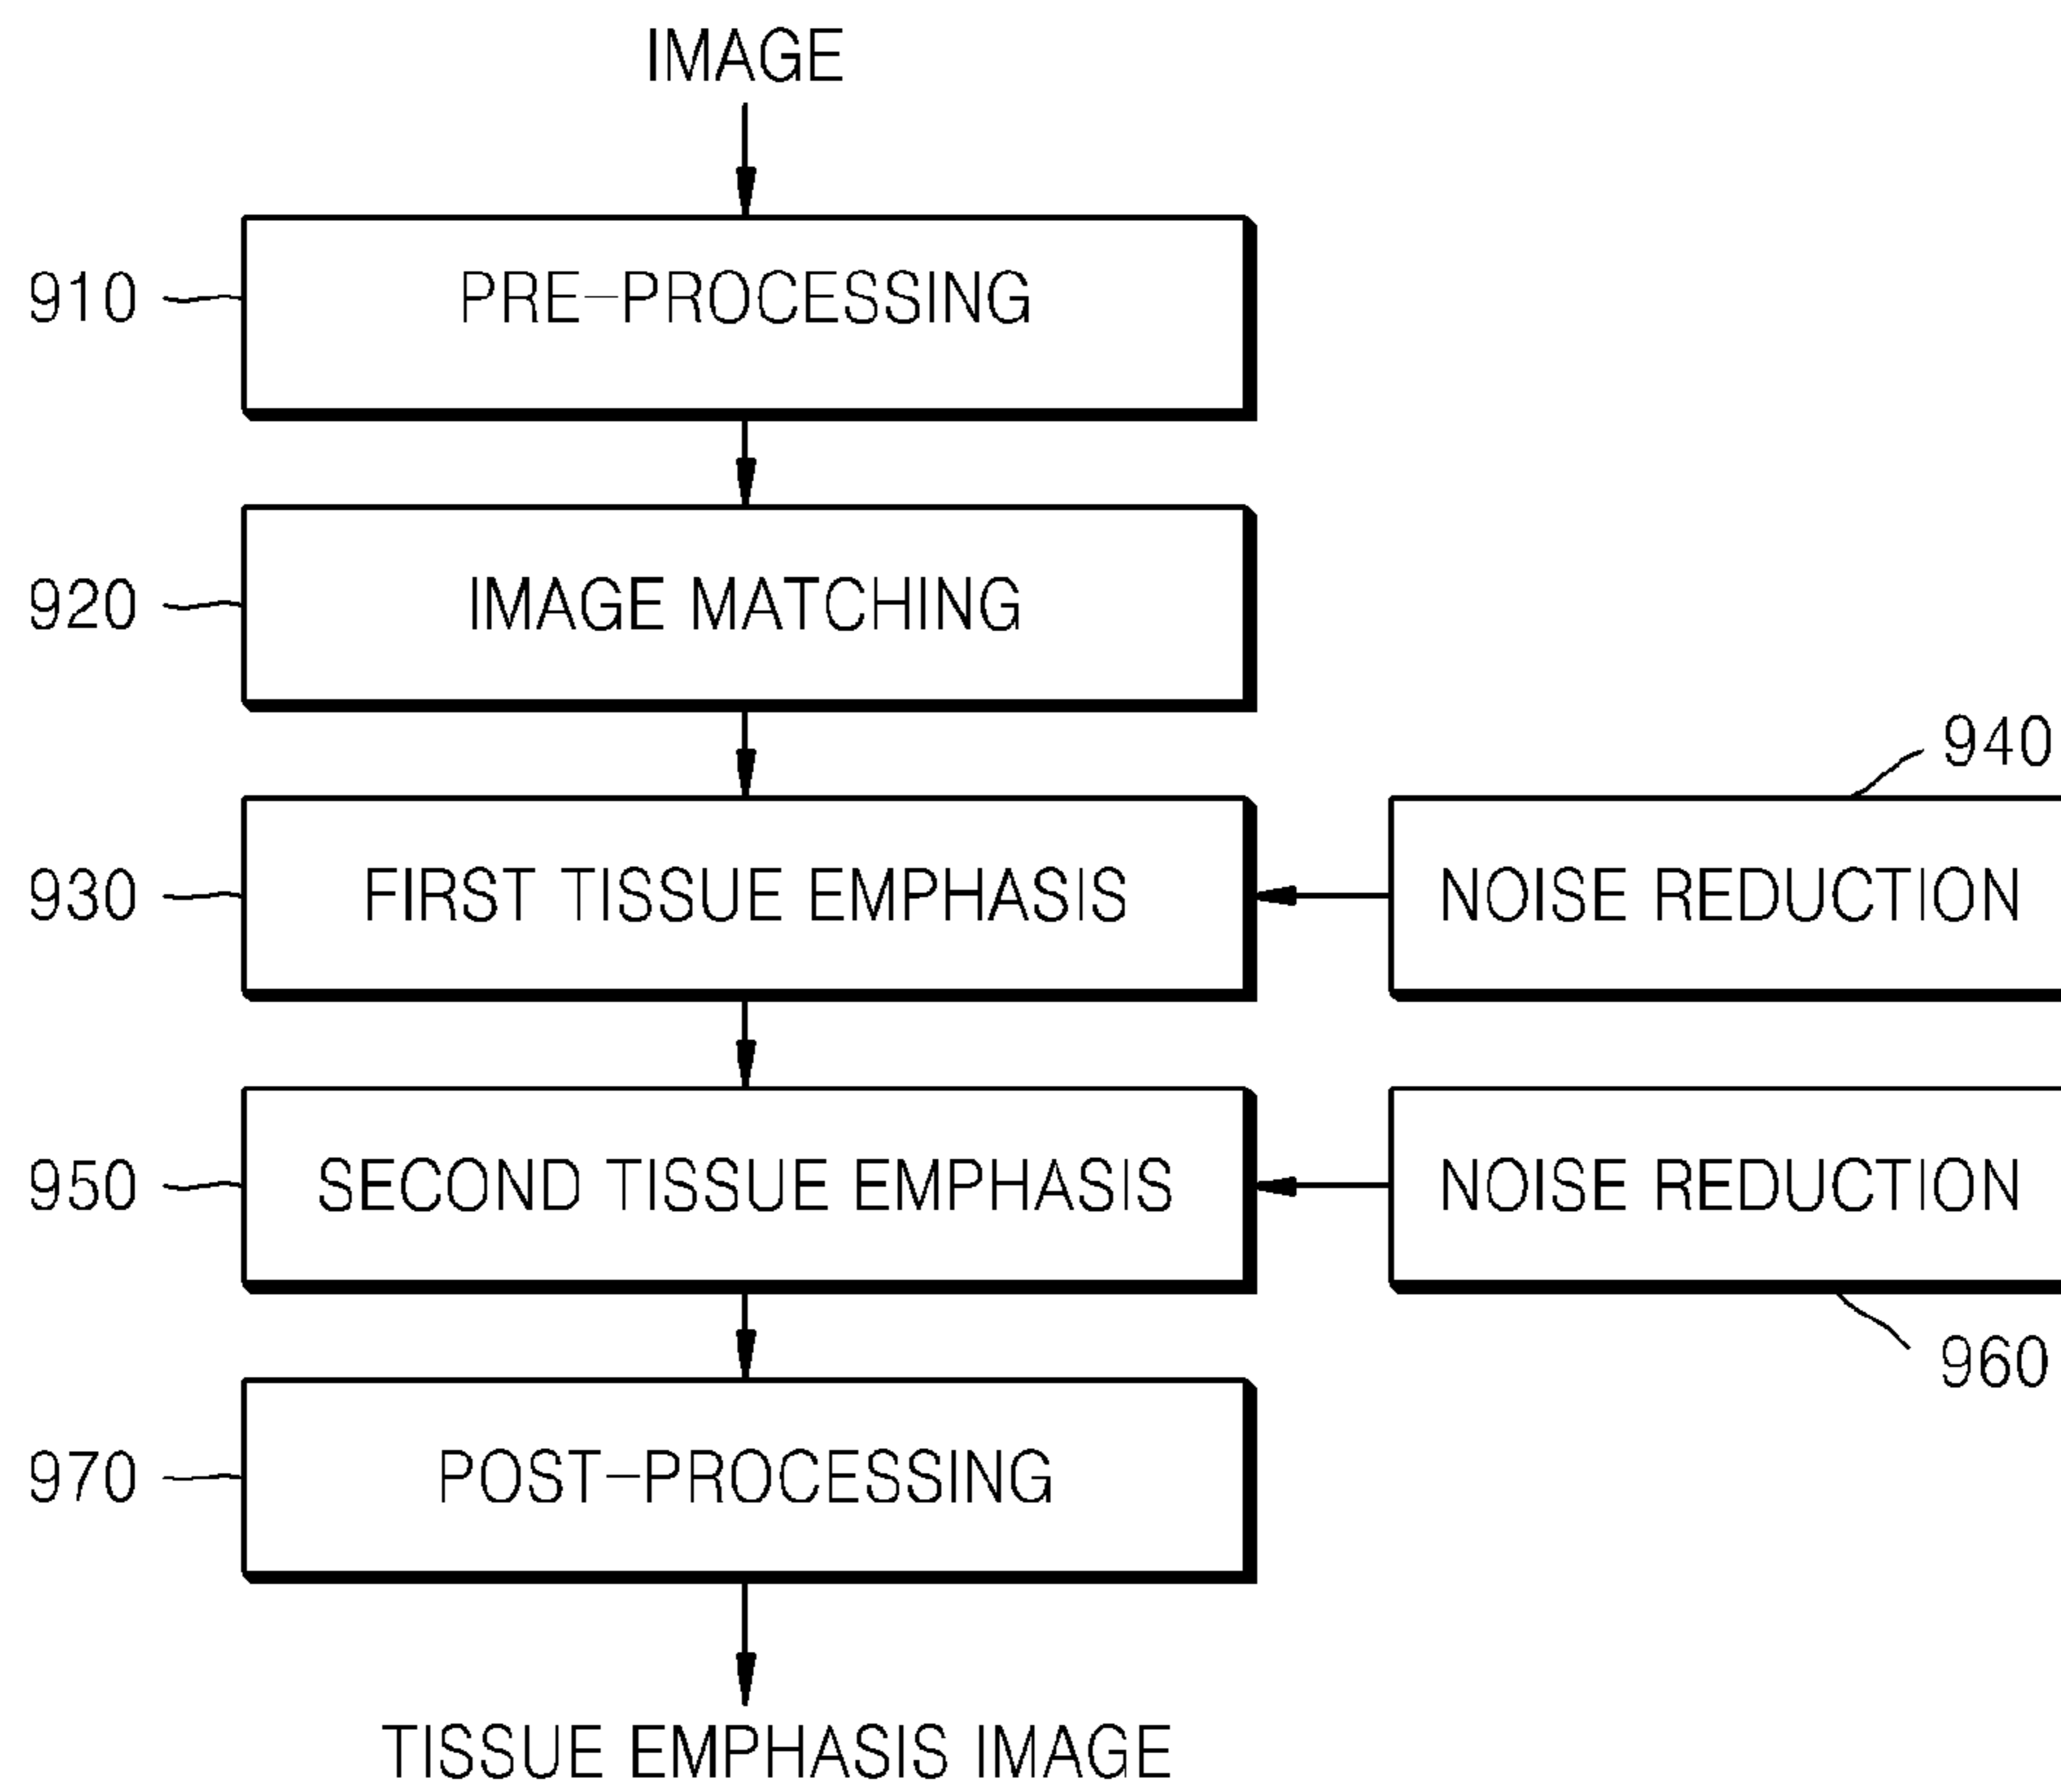 IMAGE
910 PRE-PROCESSING
920 IMAGE MATCHING
940
930 FIRST TISSUE EMPHASIS NOISE REDUCTION
950 SECOND TISSUE EMPHASIS NOISE REDUCTION
960
970 POST-PROCESSING
TISSUE EMPHASIS IMAGE